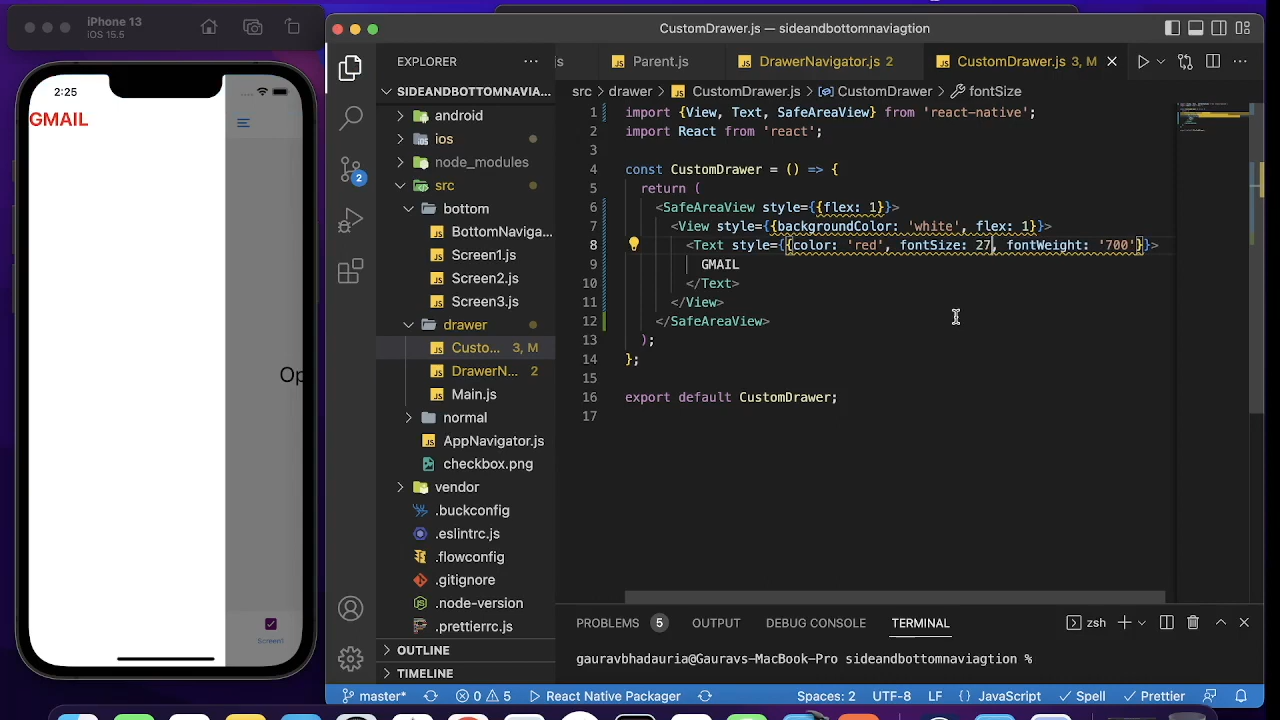 iPhone 13
iOS 15.5
2:25
GMAIL
Op
Screen1
CustomDrawer.js — sideandbottomnaviagtion
EXPLORER
SIDEANDBOTTOMNAVIA...
android
ios
node_modules
src
bottom
BottomNaviga...
Screen1.js
Screen2.js
Screen3.js
drawer
Custo... 3, M
DrawerN... 2
Main.js
normal
AppNavigator.js
checkbox.png
vendor
.buckconfig
.eslintrc.js
.flowconfig
.gitignore
.node-version
.prettierrc.js
OUTLINE
TIMELINE
2
js Parent.js DrawerNavigator.js 2 CustomDrawer.js 3, M
src > drawer > CustomDrawer.js > CustomDrawer > fontSize
1 import {View, Text, SafeAreaView} from 'react-native';
2 import React from 'react';
3
4 const CustomDrawer = () => {
5 return (
6 <SafeAreaView style={{flex: 1}}>
7 <View style={{backgroundColor: 'white', flex: 1}}>
8 <Text style={{color: 'red', fontSize: 27, fontWeight: '700'}}>
9 GMAIL
10 </Text>
11 </View>
12 </SafeAreaView>
13 );
14 };
15
16 export default CustomDrawer;
17
PROBLEMS 5 OUTPUT DEBUG CONSOLE TERMINAL zsh
gauravbhadauria@Gauravs-MacBook-Pro sideandbottomnaviagtion %
master* 0 5 React Native Packager Spaces: 2 UTF-8 LF {} JavaScript Spell Prettier